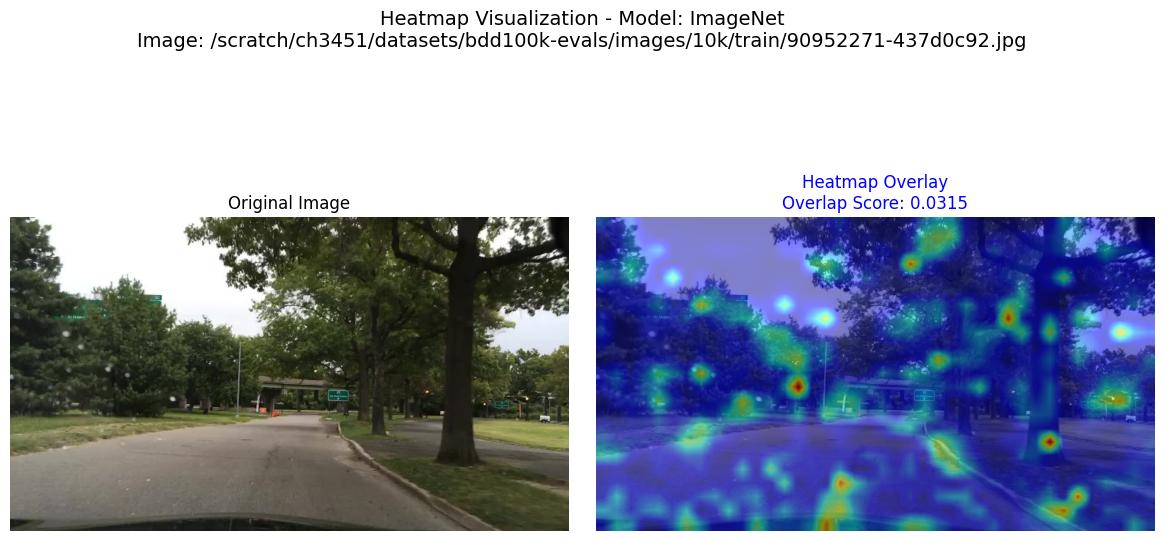 Heatmap Visualization - Model: ImageNet
Image: /scratch/ch3451/datasets/bdd100k-evals/images/10k/train/90952271-437d0c92.jpg
Original Image
Heatmap Overlay
Overlap Score: 0.0315